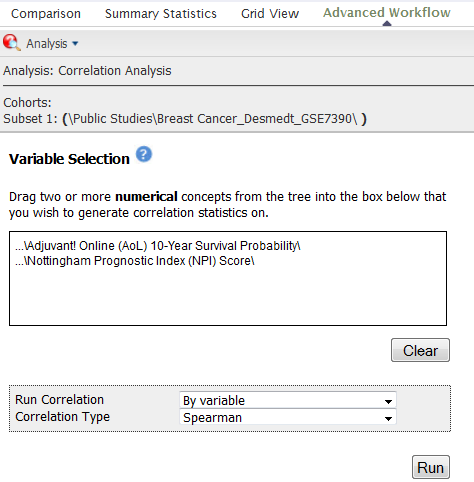 Comparison Summary Statistics Grid View Advanced Workflow
Analysis
Analysis: Correlation Analysis
Cohorts:
Subset 1: (\Public Studies\Breast Cancer_Desmedt_GSE7390\ )
Variable Selection ?
Drag two or more numerical concepts from the tree into the box below that
you wish to generate correlation statistics on.
...\Adjuvant! Online (AoL) 10-Year Survival Probability\
...\Nottingham Prognostic Index (NPI) Score\
Clear
Run Correlation By variable
Correlation Type Spearman
Run